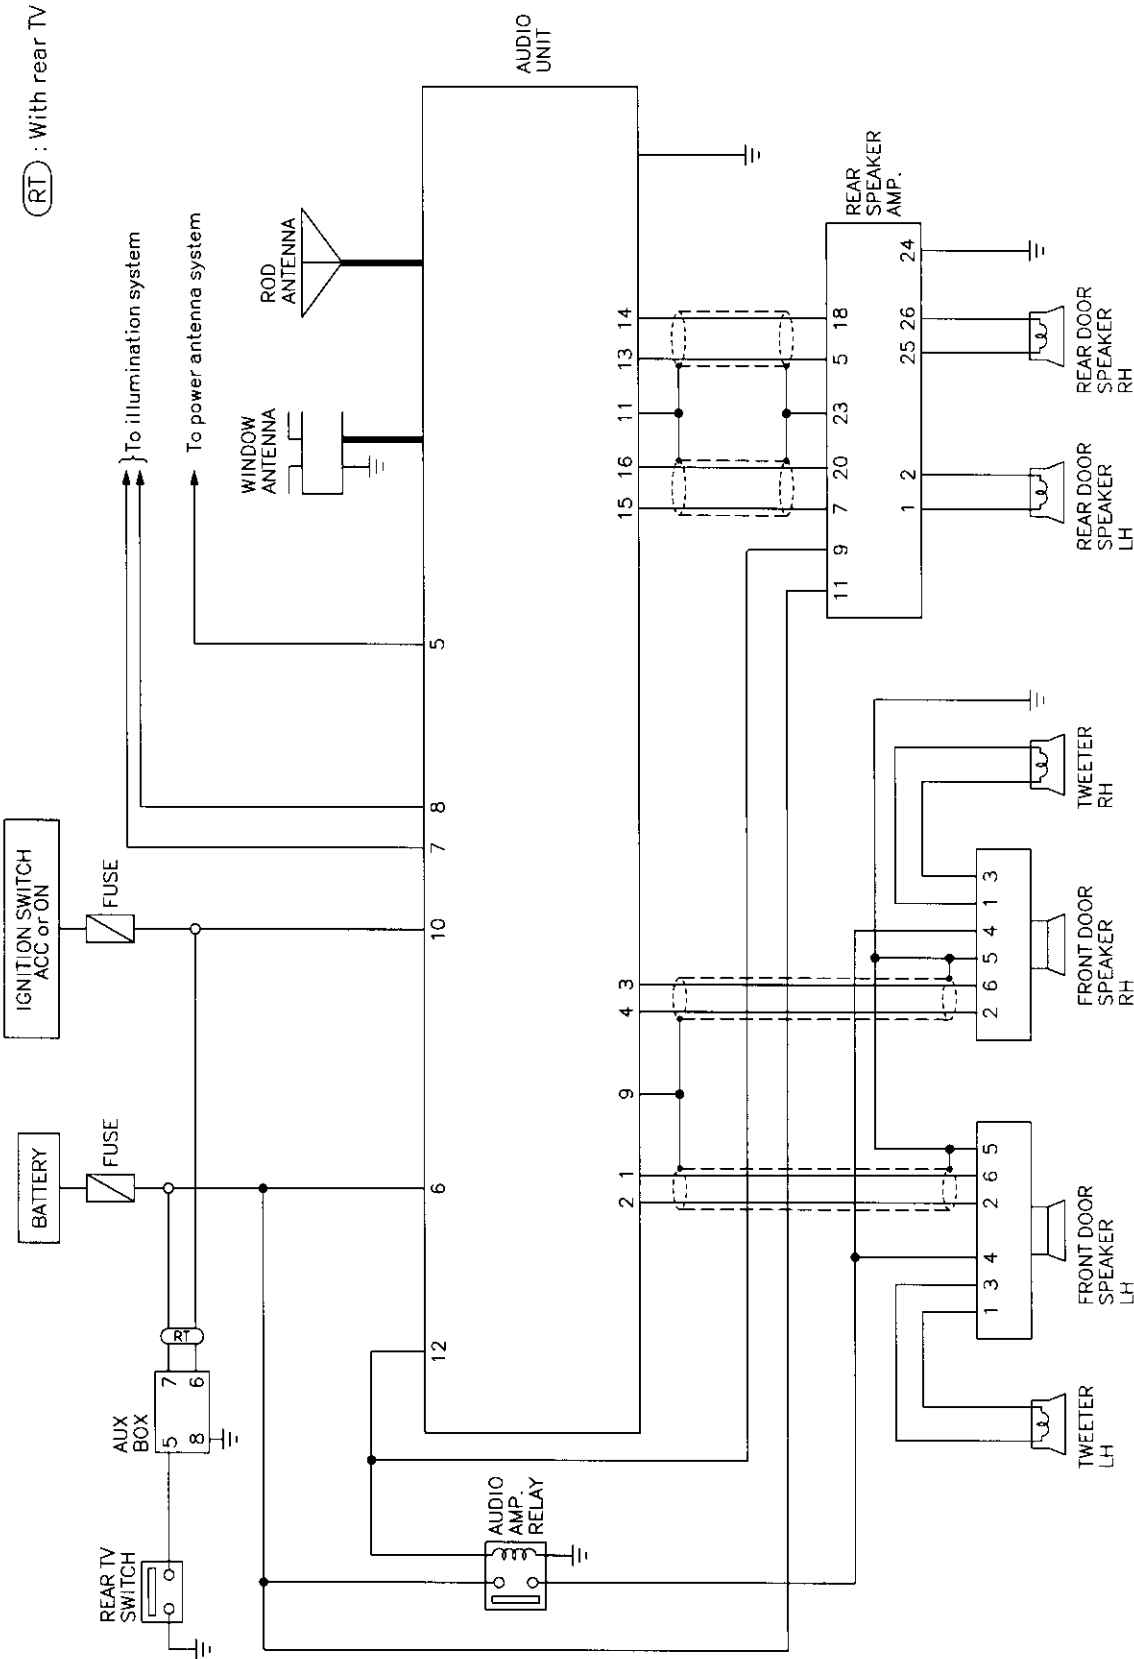 RT : With rear TV
IGNITION SWITCH
ACC or ON
BATTERY
FUSE
FUSE
To illumination system
To power antenna system
WINDOW
ANTENNA
ROD
ANTENNA
AUDIO
UNIT
REAR TV
SWITCH
AUX
BOX
5
7
8
6
RT
12
6
10
7
8
5
AUDIO
AMP.
RELAY
2
1
9
4
3
15
16
11
13
14
REAR
SPEAKER
AMP.
11
9
7
20
23
5
18
1
2
25
26
24
1
3
4
2
6
5
2
6
5
4
1
3
TWEETER
LH
FRONT DOOR
SPEAKER
LH
FRONT DOOR
SPEAKER
RH
TWEETER
RH
REAR DOOR
SPEAKER
LH
REAR DOOR
SPEAKER
RH